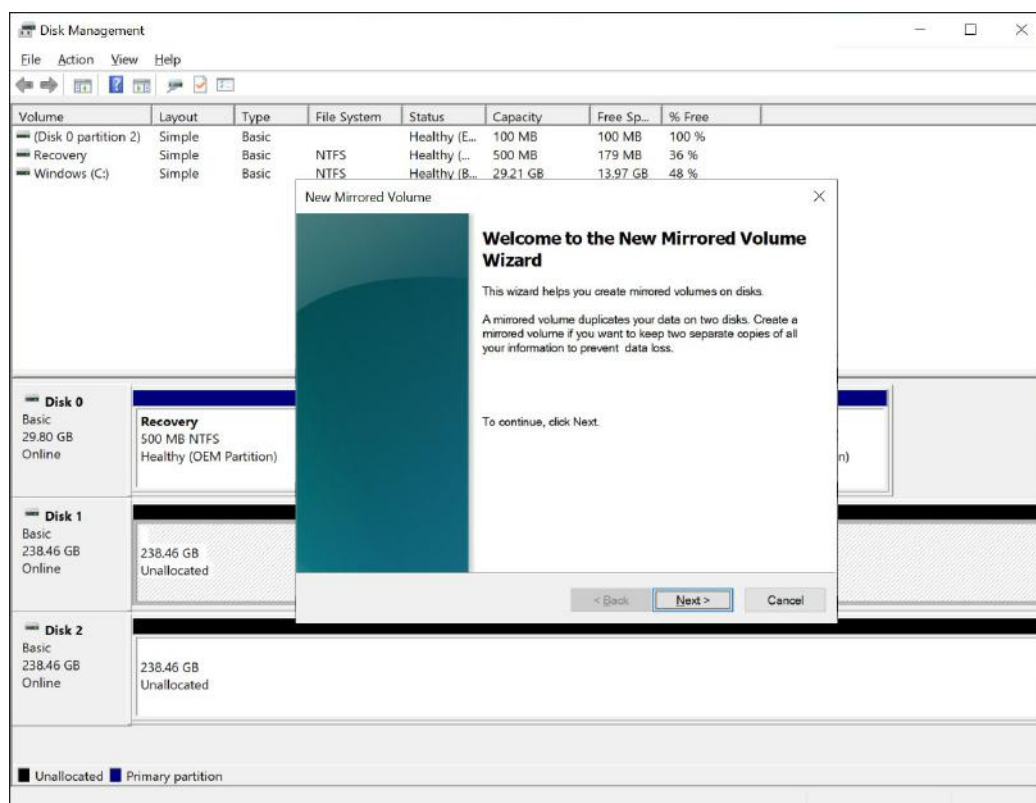 Disk Management
File Action View Help
Volume Layout Type File System Status Capacity Free Sp... % Free
(Disk 0 partition 2) Simple Basic Healthy (E... 100 MB 100 MB 100 %
Recovery Simple Basic NTFS Healthy (... 500 MB 179 MB 36 %
Windows (C:) Simple Basic NTFS Healthy (B... 29.21 GB 13.97 GB 48 %
New Mirrored Volume
Welcome to the New Mirrored Volume
Wizard
This wizard helps you create mirrored volumes on disks.
A mirrored volume duplicates your data on two disks. Create a
mirrored volume if you want to keep two separate copies of all
your information to prevent data loss.
To continue, click Next.
< Back Next > Cancel
Disk 0
Basic
29.80 GB
Online
Recovery
500 MB NTFS
Healthy (OEM Partition)
n)
Disk 1
Basic
238.46 GB
Online
238.46 GB
Unallocated
Disk 2
Basic
238.46 GB
Online
238.46 GB
Unallocated
Unallocated Primary partition